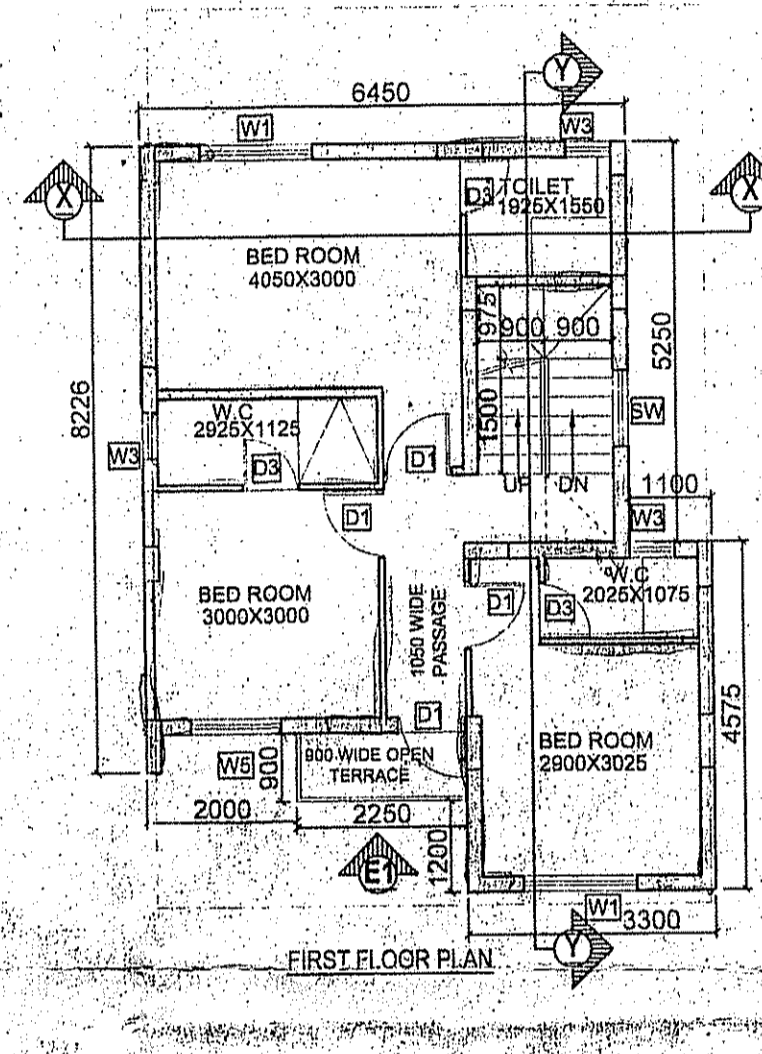 Y
6450
W1
W3
X
X
D3
TOILET
1925X1550
BED ROOM
4050X3000
975
900
900
5250
8226
1500
W.C
2925X1125
SW
W3
D3
D1
UP
DN
1100
D1
W3
BED ROOM
3000X3000
1050 WIDE
PASSAGE
D1
D3
W.C
2025X1075
D1
4575
BED ROOM
2900X3025
W5
900
900 WIDE OPEN
TERRACE
2000
2250
1200
E1
W1
3300
Y
FIRST FLOOR PLAN